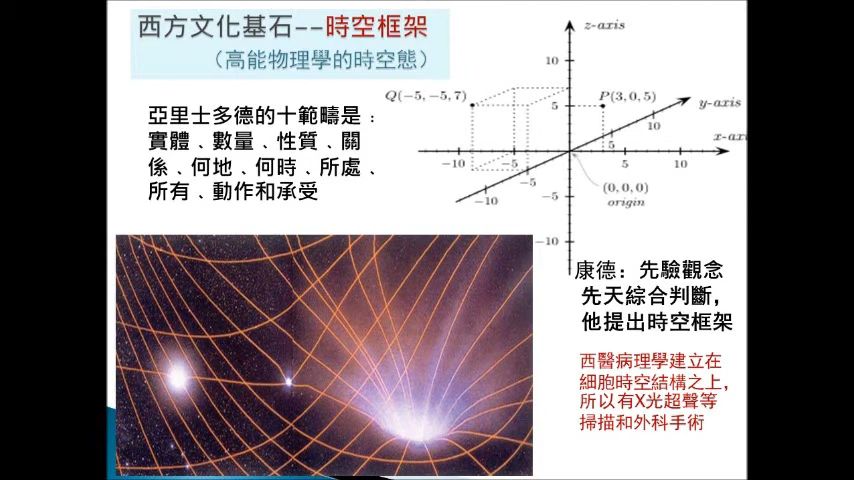 西方文化基石--時空框架
（高能物理學的時空態）
亞里士多德的十範疇是：
實體、數量、性質、關
係、何地、何時、所處、
所有、動作和承受
z-axis
10
Q(−5,−5,7)
5
P(3,0,5)
y-axis
10
x-ax
5
−10
−5
5
10
−5
(0,0,0)
−10
−5
origin
−10
康德：先驗觀念
先天綜合判斷，
他提出時空框架
西醫病理學建立在
細胞時空結構之上，
所以有X光超聲等
掃描和外科手術